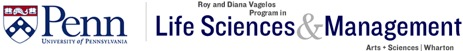 Penn
UNIVERSITY of PENNSYLVANIA
Roy and Diana Vagelos
Program in
Life Sciences & Management
Arts + Sciences | Wharton